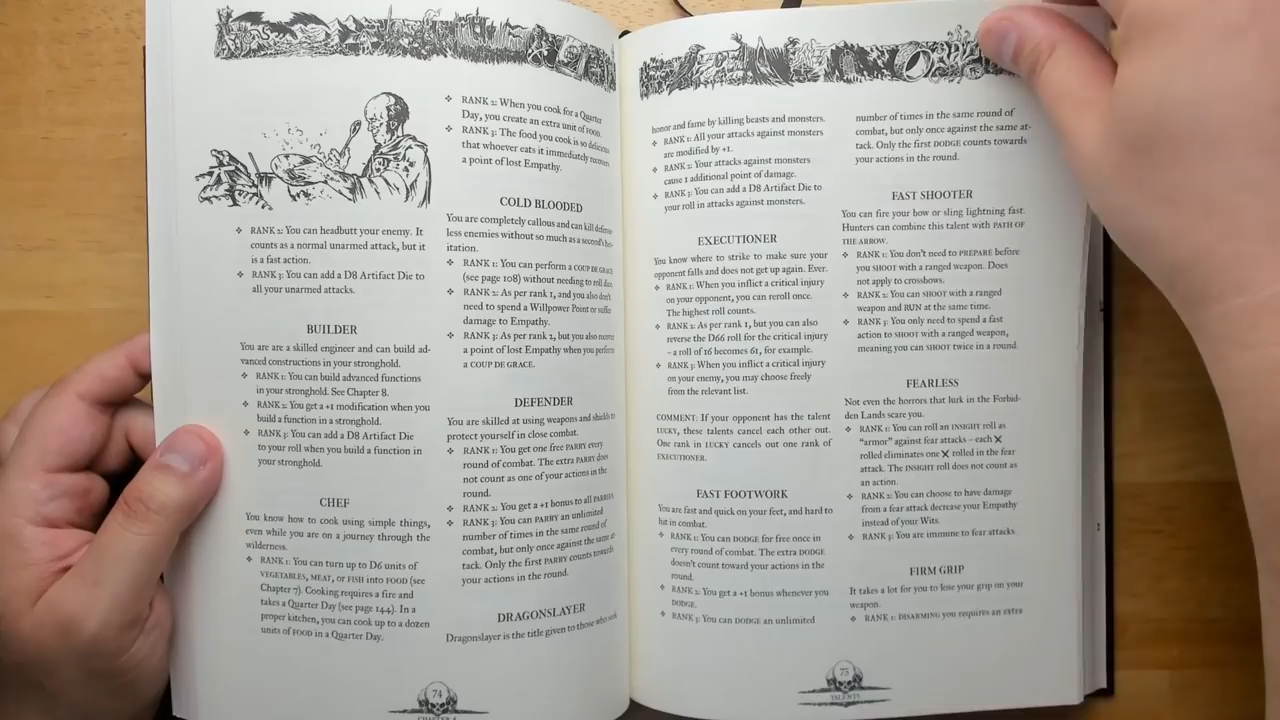 ❖ RANK 2: You can headbutt your enemy. It
counts as a normal unarmed attack, but it
is a fast action.
❖ RANK 3: You can add a D8 Artifact Die to
all your unarmed attacks.
BUILDER
You are are a skilled engineer and can build ad-
vanced constructions in your stronghold.
❖ RANK 1: You can build advanced functions
in your stronghold. See Chapter 8.
❖ RANK 2: You get a +1 modification when you
build a function in a stronghold.
❖ RANK 3: You can add a D8 Artifact Die
to your roll when you build a function in
your stronghold.
CHEF
You know how to cook using simple things,
even while you are on a journey through the
wilderness.
❖ RANK 1: You can turn up to D6 units of
VEGETABLES, MEAT, or FISH into FOOD (see
Chapter 7). Cooking requires a fire and
takes a Quarter Day (see page 144). In a
proper kitchen, you can cook up to a dozen
units of FOOD in a Quarter Day.
❖ RANK 2: When you cook for a Quarter
Day, you create an extra unit of FOOD.
❖ RANK 3: The food you cook is so delicious
that whoever eats it immediately recovers
a point of lost Empathy.
COLD BLOODED
You are completely callous and can kill defense-
less enemies without so much as a second's hes-
itation.
❖ RANK 1: You can perform a COUP DE GRACE
(see page 108) without needing to roll dice.
❖ RANK 2: As per rank 1, and you also don't
need to spend a Willpower Point or suffer
damage to Empathy.
❖ RANK 3: As per rank 2, but you also recover
a point of lost Empathy when you perform
a COUP DE GRACE.
DEFENDER
You are skilled at using weapons and shields to
protect yourself in close combat.
❖ RANK 1: You get one free PARRY every
round of combat. The extra PARRY does
not count as one of your actions in the
round.
❖ RANK 2: You get a +1 bonus to all PARRIES.
❖ RANK 3: You can PARRY an unlimited
number of times in the same round of
combat, but only once against the same at-
tack. Only the first PARRY counts towards
your actions in the round.
DRAGONSLAYER
Dragonslayer is the title given to those who seek
74
CHAPTER 4
honor and fame by killing beasts and monsters.
❖ RANK 1: All your attacks against monsters
are modified by +1.
❖ RANK 2: Your attacks against monsters
cause 1 additional point of damage.
❖ RANK 3: You can add a D8 Artifact Die to
your roll in attacks against monsters.
EXECUTIONER
You know where to strike to make sure your
opponent falls and does not get up again. Ever.
❖ RANK 1: When you inflict a critical injury
on your opponent, you can reroll once.
The highest roll counts.
❖ RANK 2: As per rank 1, but you can also
reverse the D66 roll for the critical injury
– a roll of 16 becomes 61, for example.
❖ RANK 3: When you inflict a critical injury
on your enemy, you may choose freely
from the relevant list.
COMMENT: If your opponent has the talent
LUCKY, these talents cancel each other out.
One rank in LUCKY cancels out one rank of
EXECUTIONER.
FAST FOOTWORK
You are fast and quick on your feet, and hard to
hit in combat.
❖ RANK 1: You can DODGE for free once in
every round of combat. The extra DODGE
doesn't count toward your actions in the
round.
❖ RANK 2: You get a +1 bonus whenever you
DODGE.
❖ RANK 3: You can DODGE an unlimited
number of times in the same round of
combat, but only once against the same at-
tack. Only the first DODGE counts towards
your actions in the round.
FAST SHOOTER
You can fire your bow or sling lightning fast.
Hunters can combine this talent with PATH OF
THE ARROW.
❖ RANK 1: You don't need to PREPARE before
you SHOOT with a ranged weapon. Does
not apply to crossbows.
❖ RANK 2: You can SHOOT with a ranged
weapon and RUN at the same time.
❖ RANK 3: You only need to spend a fast
action to SHOOT with a ranged weapon,
meaning you can SHOOT twice in a round.
FEARLESS
Not even the horrors that lurk in the Forbid-
den Lands scare you.
❖ RANK 1: You can roll an INSIGHT roll as
"armor" against fear attacks – each ⚔
rolled eliminates one ⚔ rolled in the fear
attack. The INSIGHT roll does not count as
an action.
❖ RANK 2: You can choose to have damage
from a fear attack decrease your Empathy
instead of your Wits.
❖ RANK 3: You are immune to fear attacks.
FIRM GRIP
It takes a lot for you to lose your grip on your
weapon.
❖ RANK 1: DISARMING you requires an extra
75
TALENTS